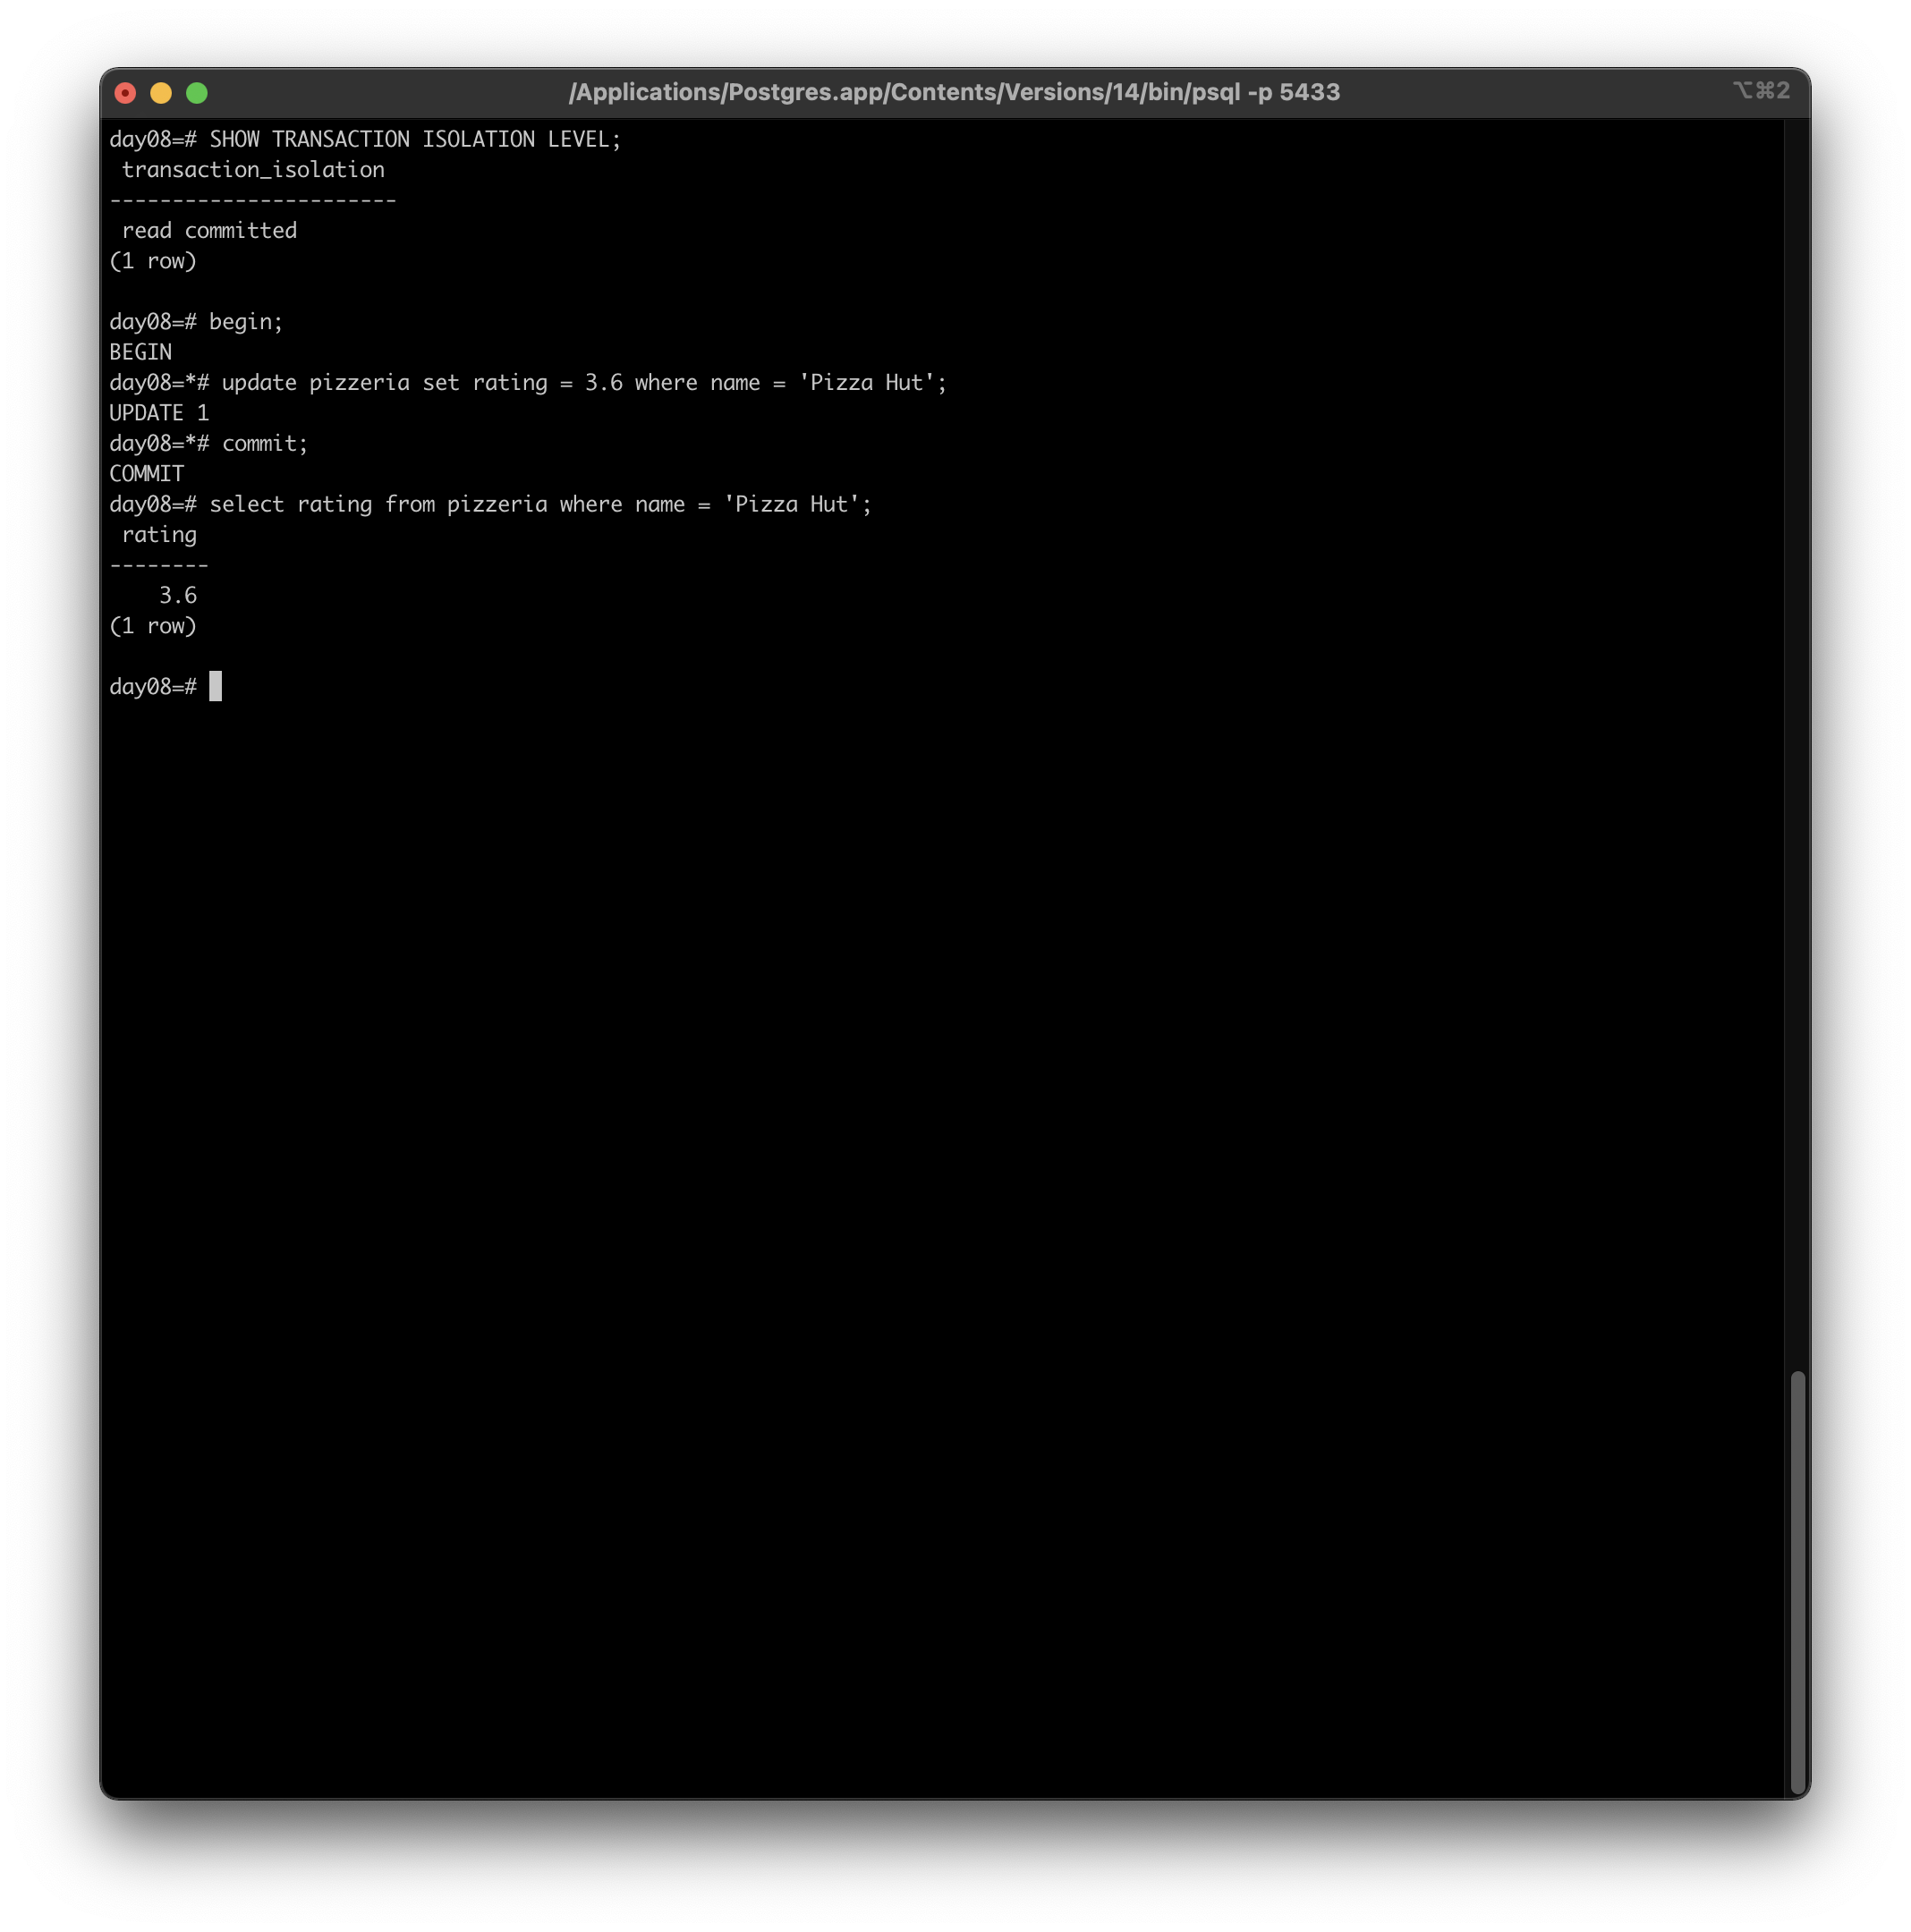 /Applications/Postgres.app/Contents/Versions/14/bin/psql -p 5433
⌥⌘2
day08=# SHOW TRANSACTION ISOLATION LEVEL;
 transaction_isolation
-----------------------
 read committed
(1 row)

day08=# begin;
BEGIN
day08=*# update pizzeria set rating = 3.6 where name = 'Pizza Hut';
UPDATE 1
day08=*# commit;
COMMIT
day08=# select rating from pizzeria where name = 'Pizza Hut';
 rating
--------
    3.6
(1 row)

day08=#